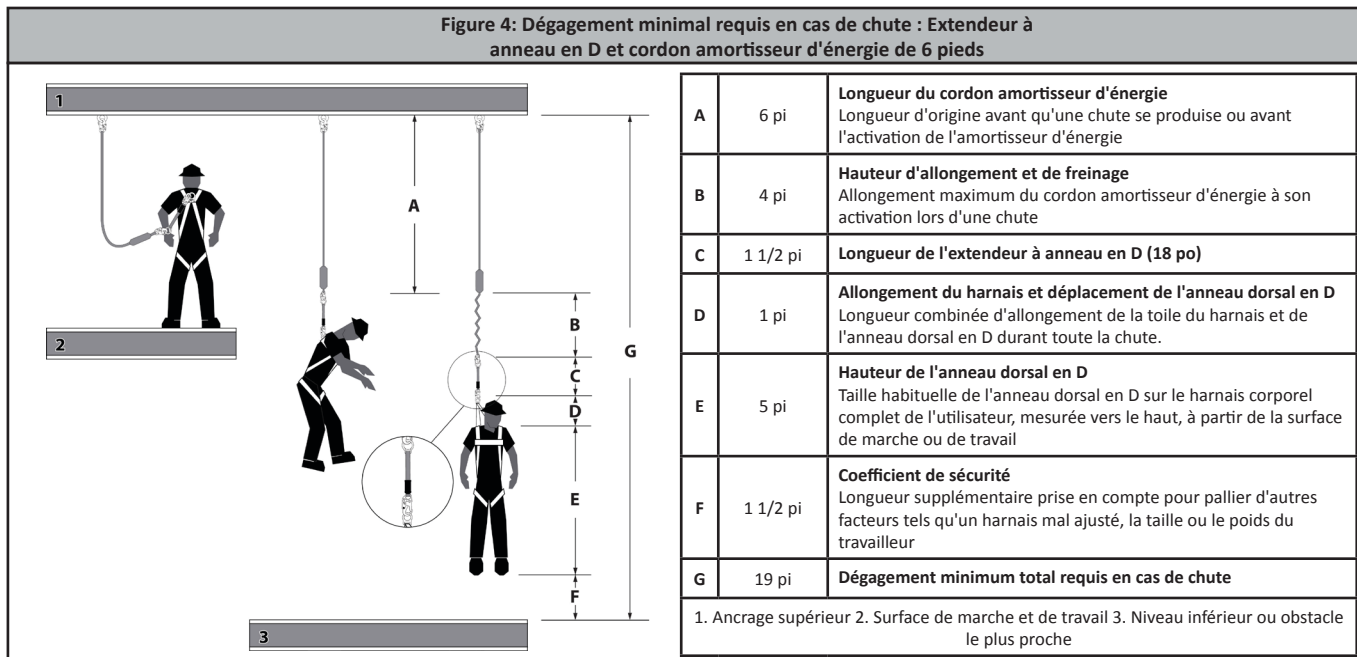 Figure 4: Dégagement minimal requis en cas de chute : Extendeur à
anneau en D et cordon amortisseur d'énergie de 6 pieds
1
2
A
B
C
D
E
F
G
3
A
6 pi
Longueur du cordon amortisseur d'énergie
Longueur d'origine avant qu'une chute se produise ou avant
l'activation de l'amortisseur d'énergie
B
4 pi
Hauteur d'allongement et de freinage
Allongement maximum du cordon amortisseur d'énergie à son
activation lors d'une chute
C
1 1/2 pi
Longueur de l'extendeur à anneau en D (18 po)
D
1 pi
Allongement du harnais et déplacement de l'anneau dorsal en D
Longueur combinée d'allongement de la toile du harnais et de
l'anneau dorsal en D durant toute la chute.
E
5 pi
Hauteur de l'anneau dorsal en D
Taille habituelle de l'anneau dorsal en D sur le harnais corporel
complet de l'utilisateur, mesurée vers le haut, à partir de la surface
de marche ou de travail
F
1 1/2 pi
Coefficient de sécurité
Longueur supplémentaire prise en compte pour pallier d'autres
facteurs tels qu'un harnais mal ajusté, la taille ou le poids du
travailleur
G
19 pi
Dégagement minimum total requis en cas de chute
1. Ancrage supérieur 2. Surface de marche et de travail 3. Niveau inférieur ou obstacle
le plus proche